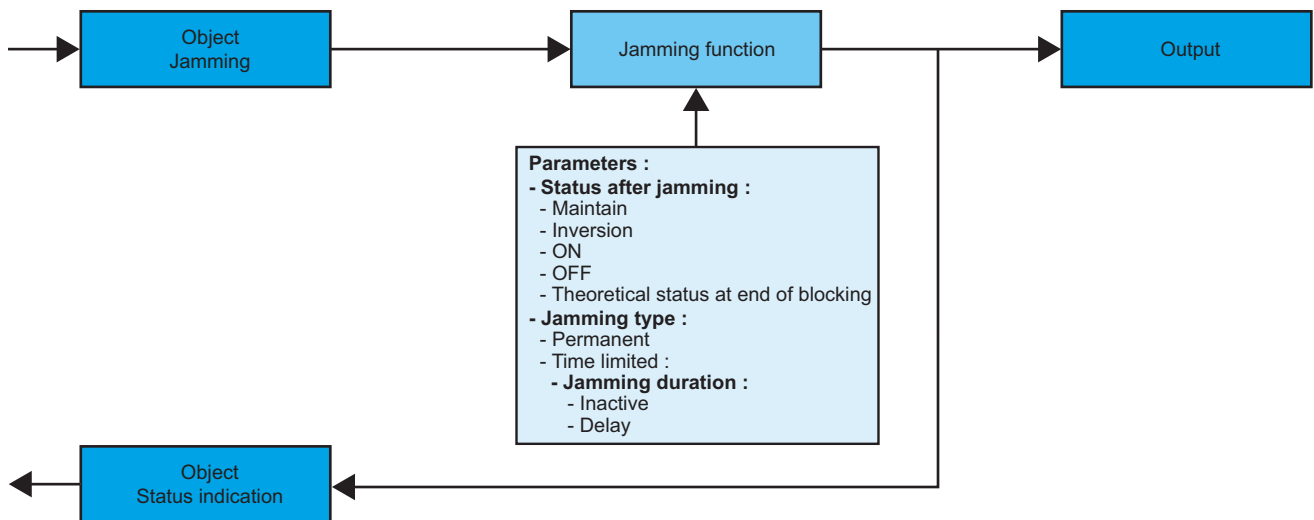 Object
Jamming
Jamming function
Output
Parameters :
- Status after jamming :
- Maintain
- Inversion
- ON
- OFF
- Theoretical status at end of blocking
- Jamming type :
- Permanent
- Time limited :
- Jamming duration :
- Inactive
- Delay
Object
Status indication